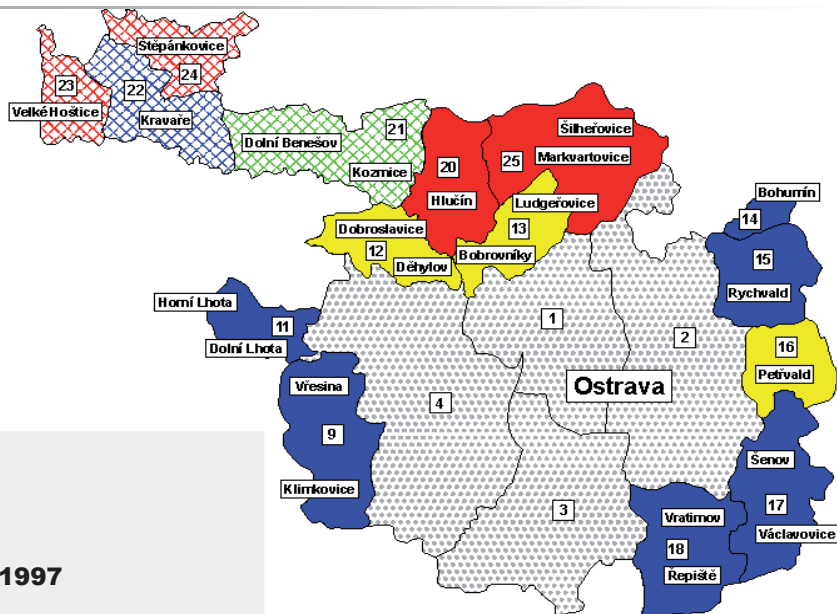 Štěpánkovice
24
23
22
Velké Hoštice
Kravaře
21
Dolní Benešov
Kozmice
20
Hlučín
Šilheřovice
25
Markvartovice
Ludgeřovice
13
Bobrovníky
Dobroslavice
12
Děhylov
Bohumín
14
15
Rychvald
Horní Lhota
11
Dolní Lhota
1
2
16
Petřvald
Ostrava
Vřesina
9
Klimkovice
4
3
Šenov
17
Václavovice
Vratimov
18
Řepiště
1997